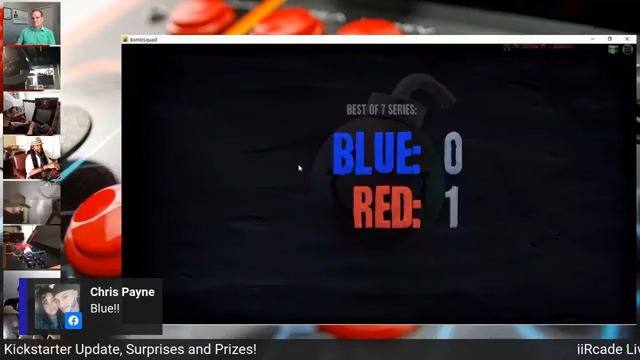 BombSquad
BEST OF 7 SERIES:
BLUE: 0
RED: 1
Chris Payne
Blue!!
Kickstarter Update, Surprises and Prizes!
iiRcade Liv